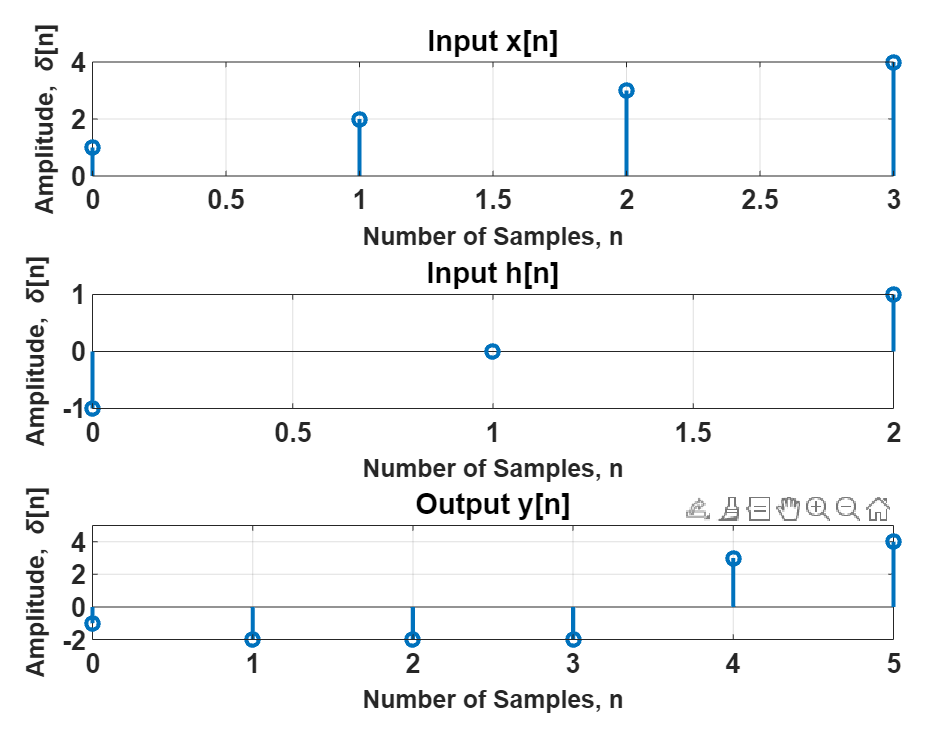 Input x[n]
Amplitude, δ[n]
4
2
0
0 0.5 1 1.5 2 2.5 3
Number of Samples, n
Input h[n]
Amplitude, δ[n]
1
0
-1
0 0.5 1 1.5 2
Number of Samples, n
Output y[n]
Amplitude, δ[n]
4
2
0
-2
0 1 2 3 4 5
Number of Samples, n